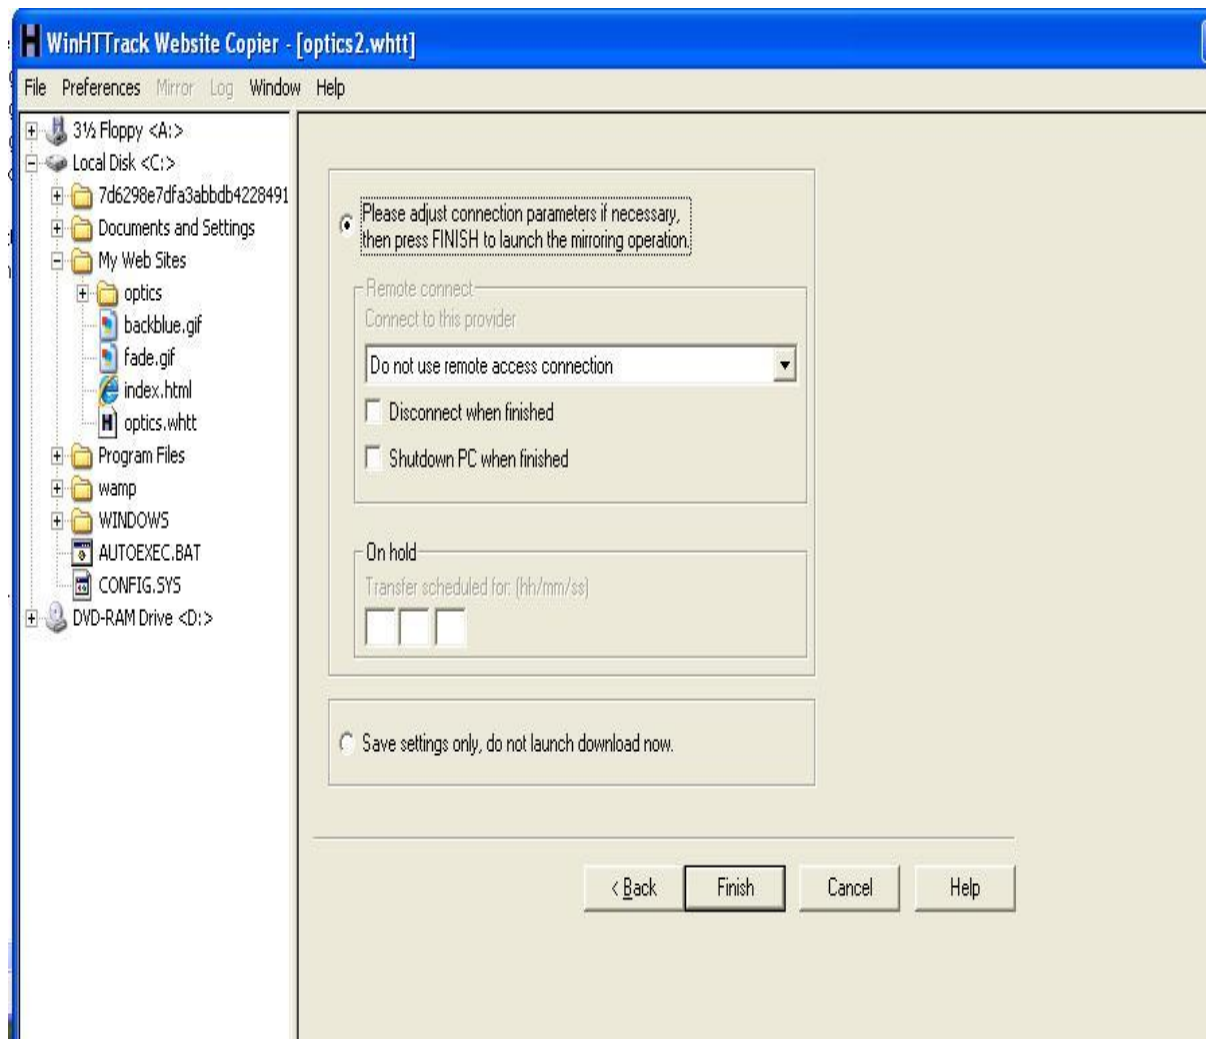 WinHTTrack Website Copier - [optics2.whtt]
File Preferences Mirror Log Window Help
3½ Floppy <A:>
Local Disk <C:>
7d6298e7dfa3abbdb4228491
Documents and Settings
My Web Sites
optics
backblue.gif
fade.gif
index.html
optics.whtt
Program Files
wamp
WINDOWS
AUTOEXEC.BAT
CONFIG.SYS
DVD-RAM Drive <D:>
Please adjust connection parameters if necessary,
then press FINISH to launch the mirroring operation.
Remote connect
Connect to this provider
Do not use remote access connection
Disconnect when finished
Shutdown PC when finished
On hold
Transfer scheduled for: (hh/mm/ss)
Save settings only, do not launch download now.
< Back Finish Cancel Help